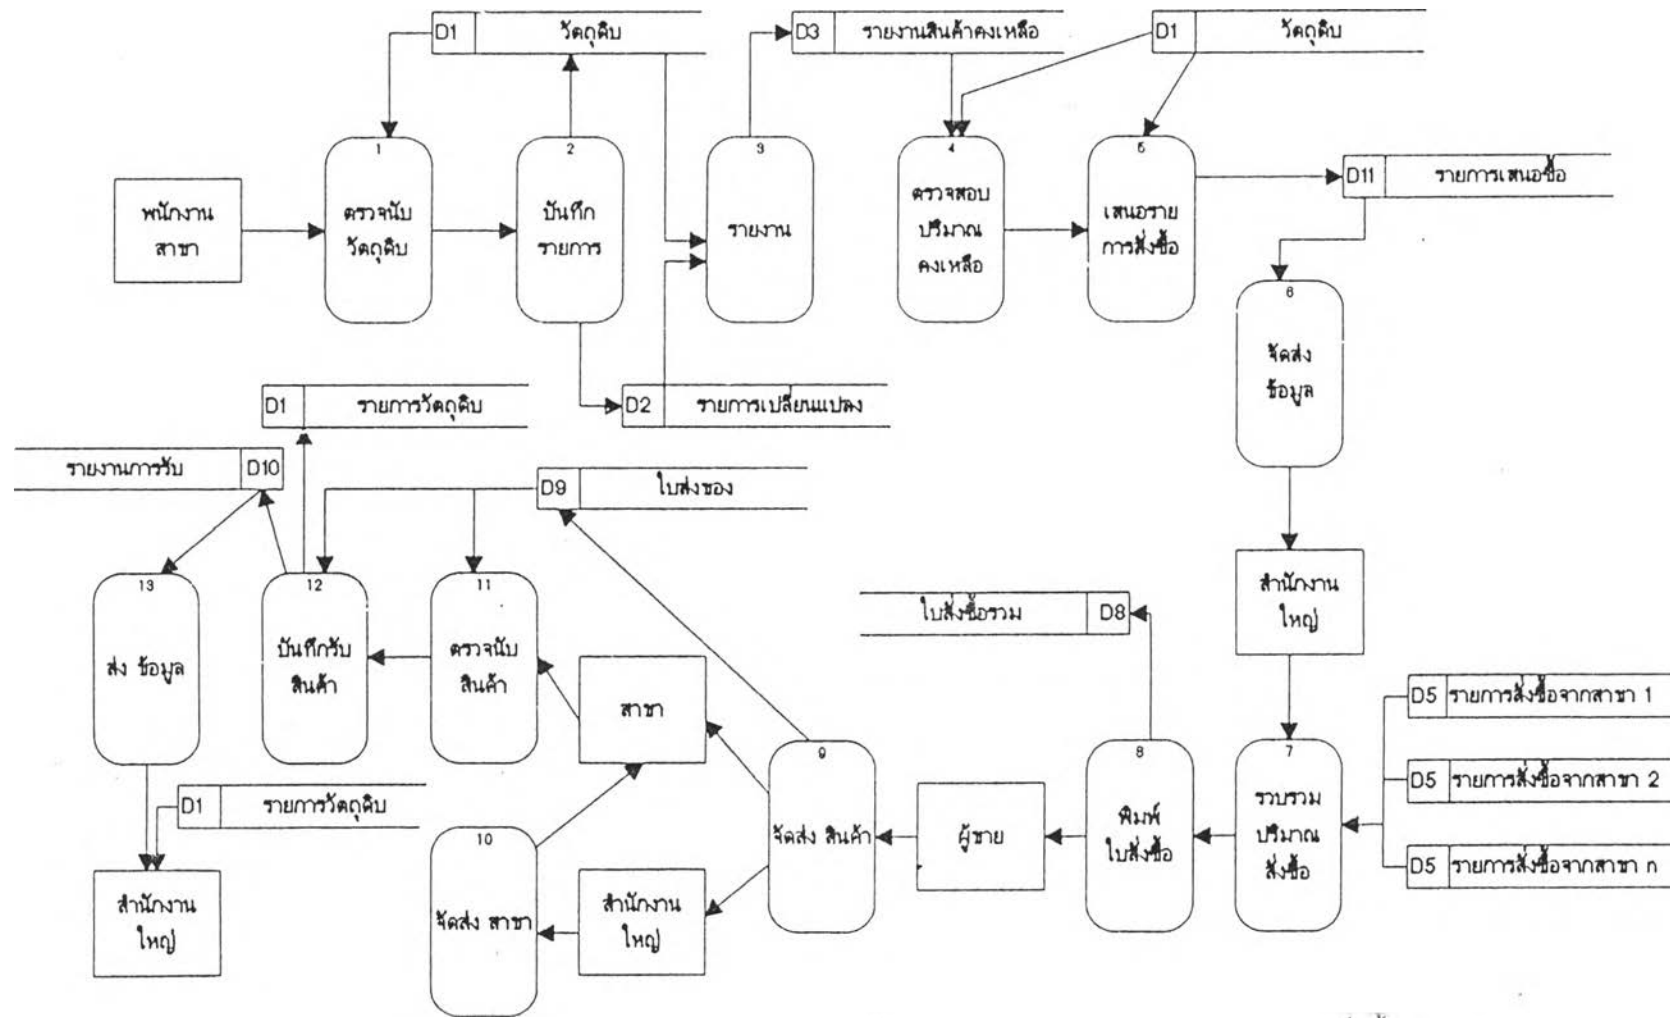 D1 วัตถุดิบ
D3 รายงานสินค้าคงเหลือ
D1 วัตถุดิบ
1
ตรวจนับ
วัตถุดิบ
2
บันทึก
รายการ
3
รายงาน
4
ตรวจสอบ
ปริมาณ
คงเหลือ
5
เสนอราย
การสั่งซื้อ
พนักงาน
สาขา
D11 รายการเสนอซื้อ
6
จัดส่ง
ข้อมูล
D1 รายการวัตถุดิบ
D2 รายการเปลี่ยนแปลง
รายงานการรับ D10
D9 ใบส่งของ
13
ส่ง ข้อมูล
12
บันทึกรับ
สินค้า
11
ตรวจนับ
สินค้า
สาขา
ใบสั่งซื้อรวม D8
สำนักงาน
ใหญ่
D5 รายการสั่งซื้อจากสาขา 1
D5 รายการสั่งซื้อจากสาขา 2
D5 รายการสั่งซื้อจากสาขา n
7
รวบรวม
ปริมาณ
สั่งซื้อ
8
พิมพ์
ใบสั่งซื้อ
ผู้ขาย
9
จัดส่ง สินค้า
D1 รายการวัตถุดิบ
10
จัดส่ง สาขา
สำนักงาน
ใหญ่
สำนักงาน
ใหญ่